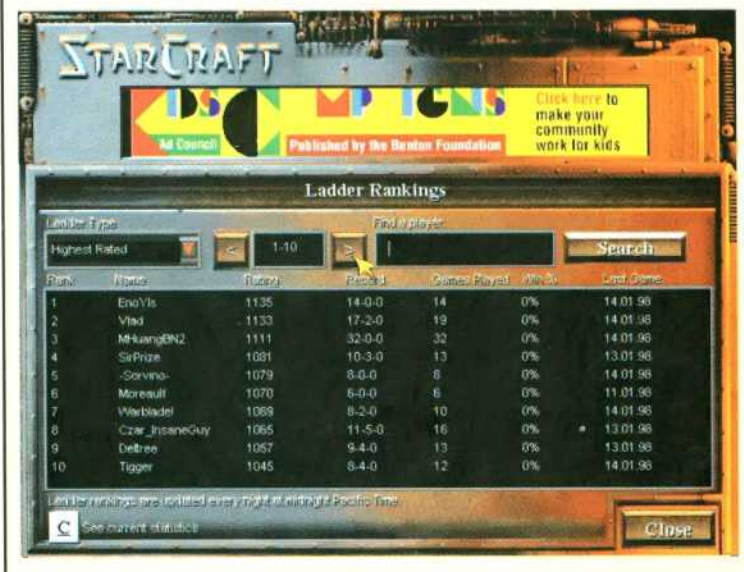 STARCRAFT
Click here to
make your
community
work for kids
Ad Council
Published by the Benton Foundation
Ladder Rankings
Ladder Type
Find a player:
Highest Rated
<
1-10
>
Search
Rank Name Rating Record Games Played Win % Last Game
1 EnoYls 1135 14-0-0 14 0% 14.01.98
2 Vlad 1133 17-2-0 19 0% 14.01.98
3 MHuangBN2 1111 32-0-0 32 0% 14.01.98
4 SirPrize 1081 10-3-0 13 0% 13.01.98
5 -Sorvino- 1079 8-0-0 8 0% 14.01.98
6 Moreault 1070 6-0-0 6 0% 11.01.98
7 1069 8-2-0 10 0% 14.01.98
8 Czar_InsaneGuy 1065 11-5-0 16 0% 13.01.98
9 Deltree 1057 9-4-0 13 0% 13.01.98
10 Tigger 1045 8-4-0 12 0% 14.01.98
Ladder rankings are updated every night at midnight Pacific Time.
C See current statistics
Close